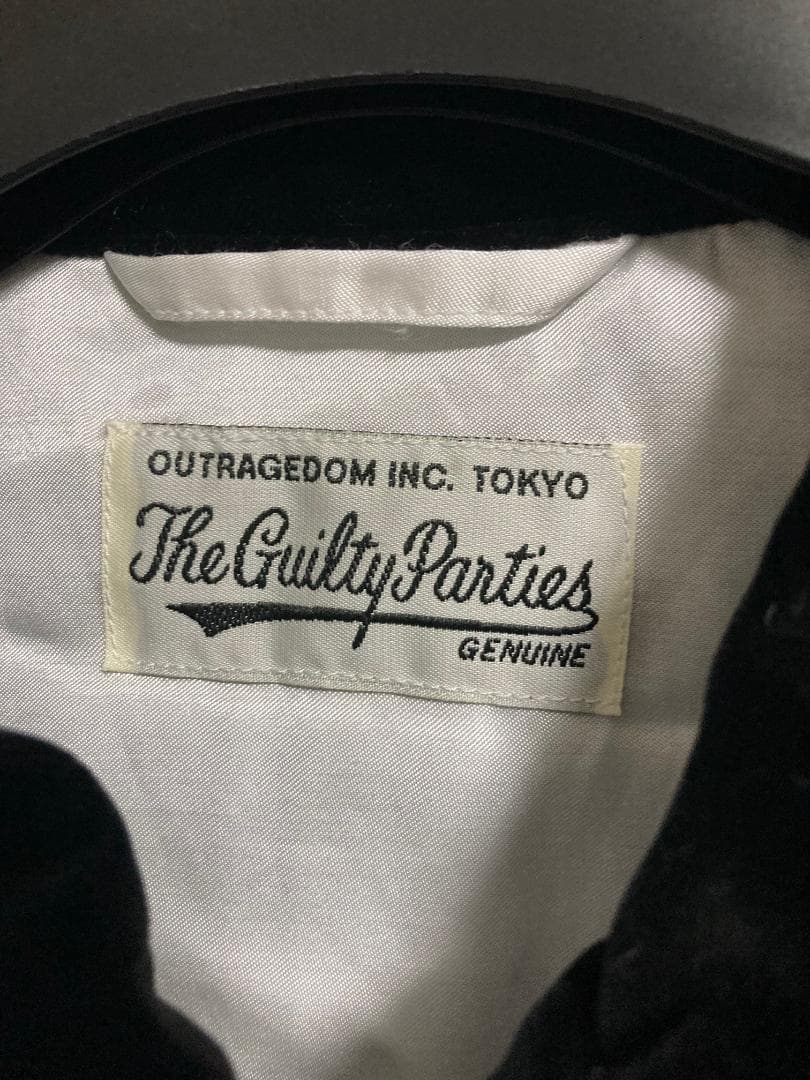 OUTRAGEDOM INC. TOKYO
The Guilty Parties
GENUINE